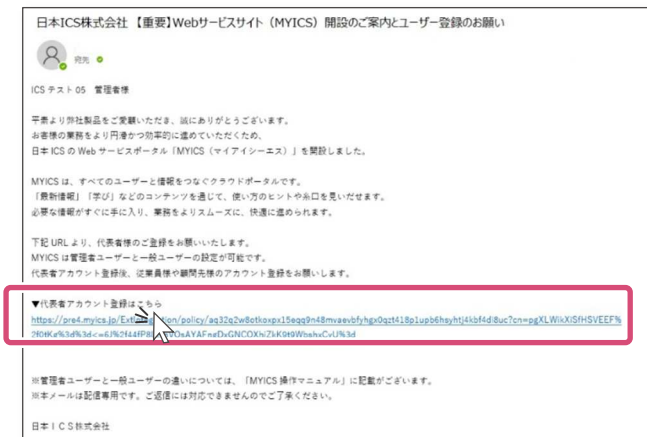 日本ICS株式会社 【重要】Webサービスサイト（MYICS）開設のご案内とユーザー登録のお願い
宛先
ICS テスト 05 管理者様
平素より弊社製品をご愛顧いただき、誠にありがとうございます。
お客様の業務をより円滑かつ効率的に進めていただくため、
日本 ICS の Web サービスポータル「MYICS（マイアイシーエス）」を開設しました。
MYICS は、すべてのユーザーと情報をつなぐクラウドポータルです。
「最新情報」「学び」などのコンテンツを通じて、使い方のヒントや糸口を見いだせます。
必要な情報がすぐに手に入り、業務をよりスムーズに、快適に進められます。
下記 URL より、代表者様のご登録をお願いいたします。
MYICS は管理者ユーザーと一般ユーザーの設定が可能です。
代表者アカウント登録後、従業員様や顧問先様のアカウント登録をお願いします。
▼代表者アカウント登録はこちら
※管理者ユーザーと一般ユーザーの違いについては、「MYICS 操作マニュアル」に記載がございます。
※本メールは配信専用です。ご返信には対応できませんのでご了承ください。
日本ＩＣＳ株式会社